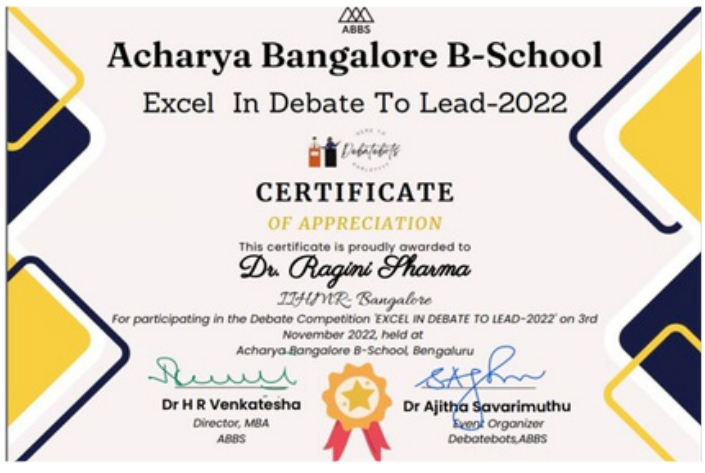 ABBS
Acharya Bangalore B-School
Excel In Debate To Lead-2022
HERE TO
Debatebots
CERTIFICATE
OF APPRECIATION
This certificate is proudly awarded to
Dr. Ragini Sharma
IIHMR- Bangalore
For participating in the Debate Competition 'EXCEL IN DEBATE TO LEAD-2022' on 3rd
November 2022, held at
Acharya Bangalore B-School, Bengaluru
Dr H R Venkatesha
Dr Ajitha Savarimuthu
Director, MBA
Event Organizer
ABBS
Debatebots,ABBS